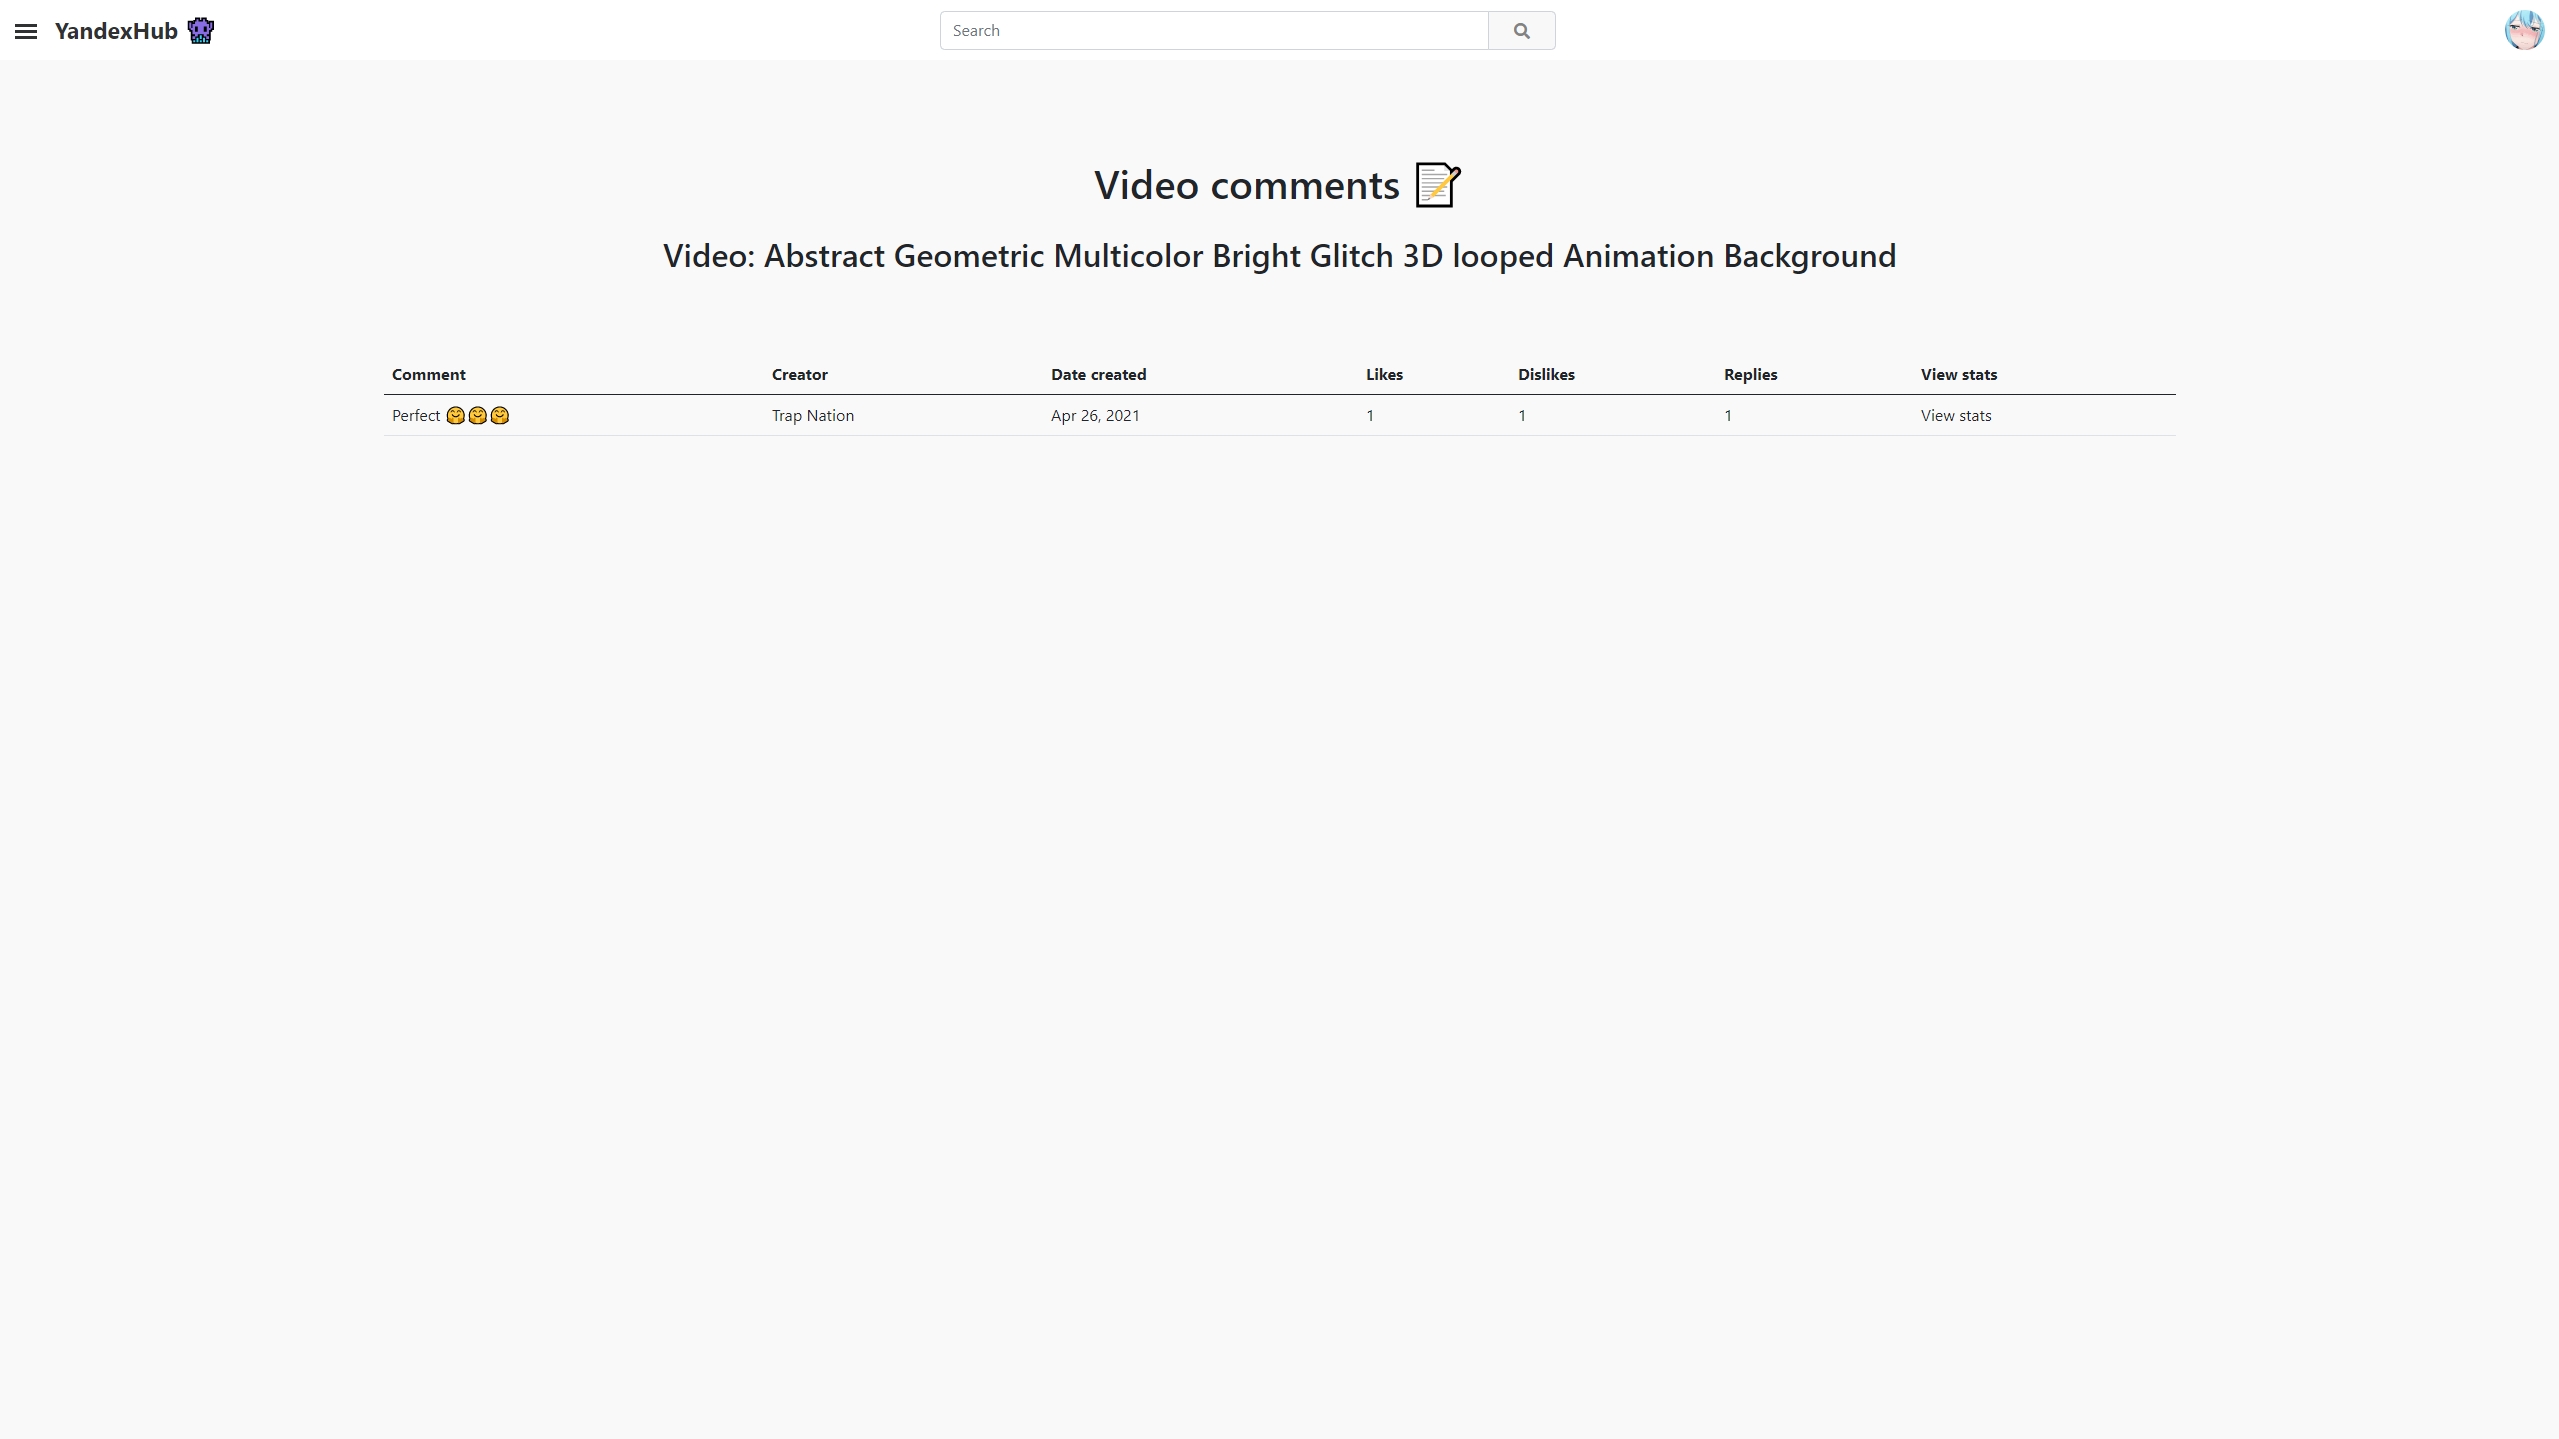 YandexHub
Search
Video comments 📝
Video: Abstract Geometric Multicolor Bright Glitch 3D looped Animation Background
Comment Creator Date created Likes Dislikes Replies View stats
Perfect 🤗🤗🤗 Trap Nation Apr 26, 2021 1 1 1 View stats